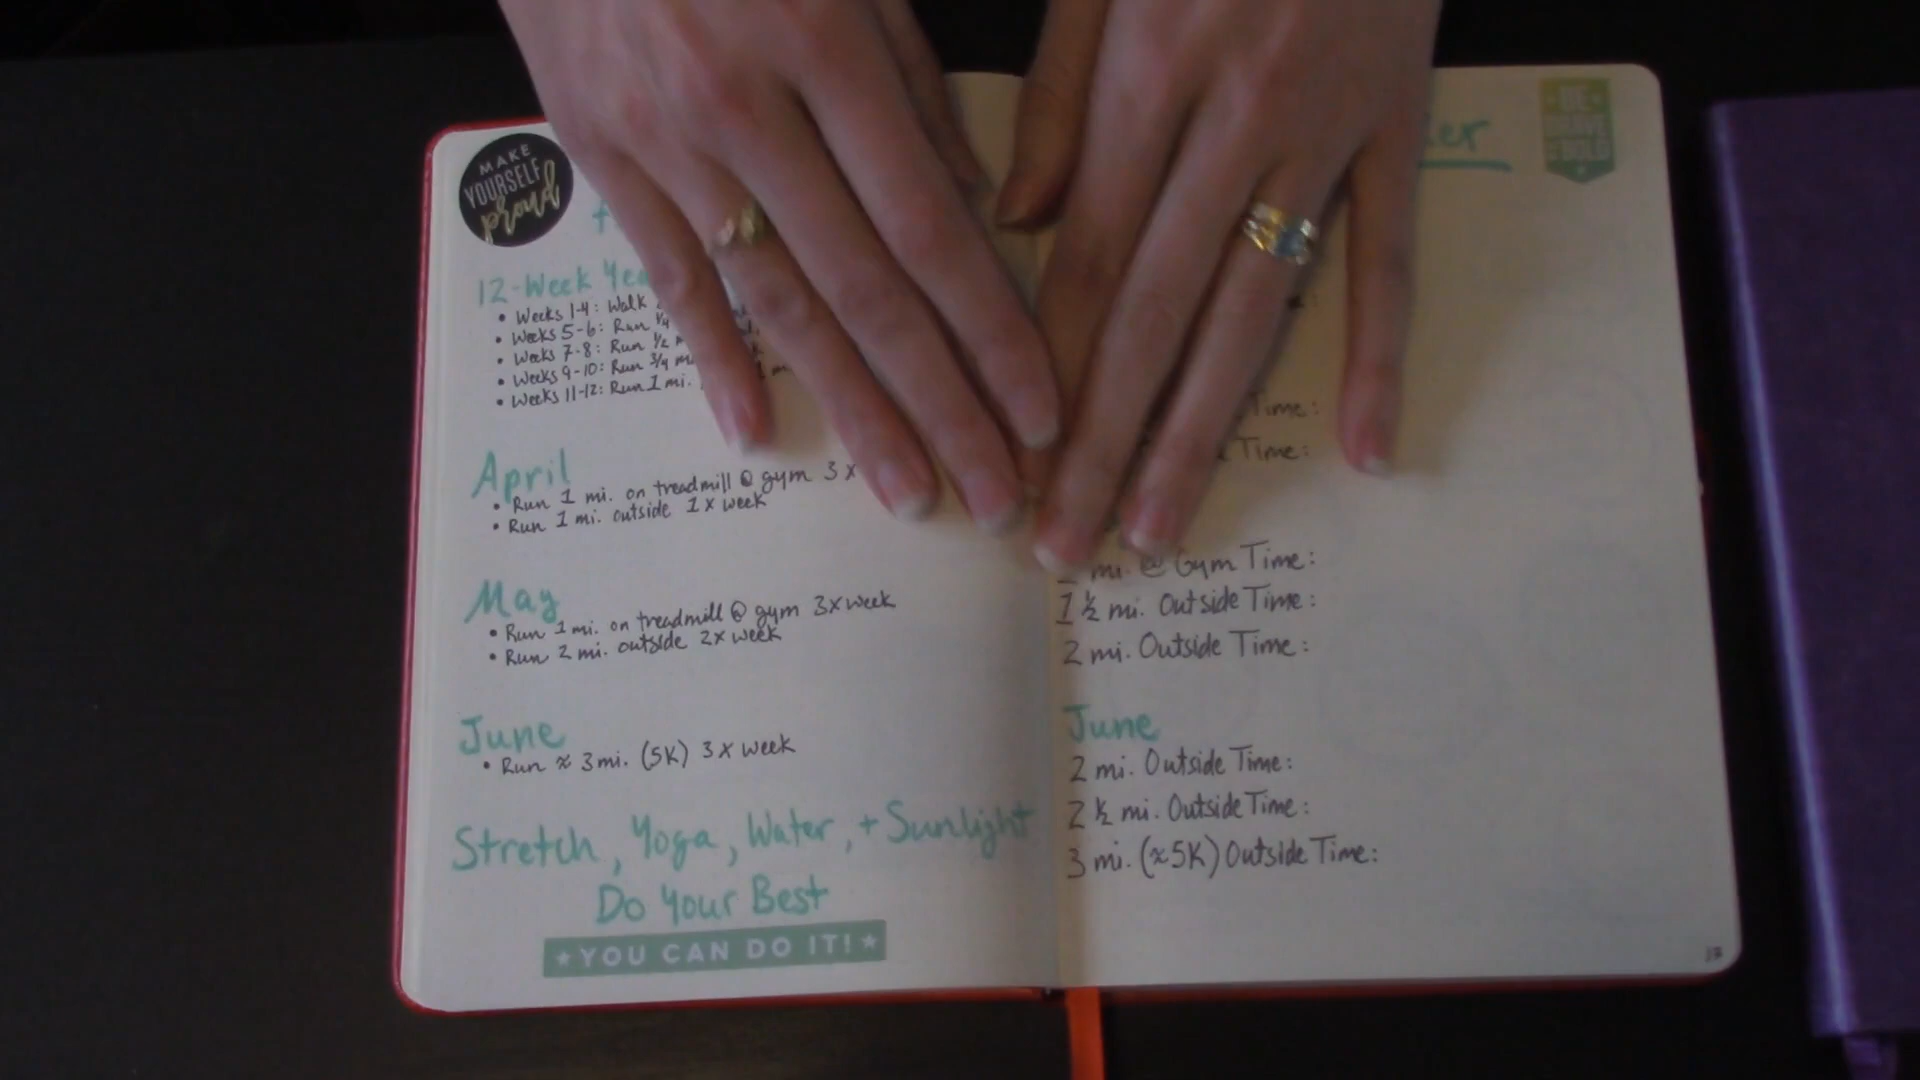 MAKE
YOURSELF
proud
12-Week
• Weeks 1-4: Walk
• Weeks 5-6: Run 1/4
• Weeks 7-8: Run 1/2
• Weeks 9-10: Run 3/4
• Weeks 11-12: Run 1 mi.
April
• Run 1 mi. on treadmill @ gym 3 x
• Run 1 mi. outside 1 x week
May
• Run 1 mi. on treadmill @ gym 3x week
• Run 2 mi. outside 2x week
June
• Run ≈ 3 mi. (5K) 3 x week
Stretch, Yoga, Water, + Sunlight
Do Your Best
★ YOU CAN DO IT! ★
BE
BRAVE
BOLD
Time:
Time:
mi. @ Gym Time:
1 1/2 mi. Outside Time:
2 mi. Outside Time:
June
2 mi. Outside Time:
2 1/2 mi. Outside Time:
3 mi. (≈5K) Outside Time: